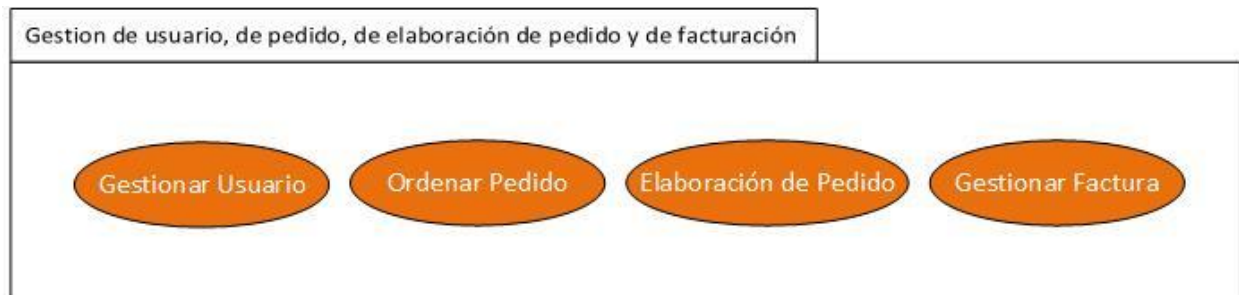 Gestion de usuario, de pedido, de elaboración de pedido y de facturación
Gestionar Usuario
Ordenar Pedido
Elaboración de Pedido
Gestionar Factura